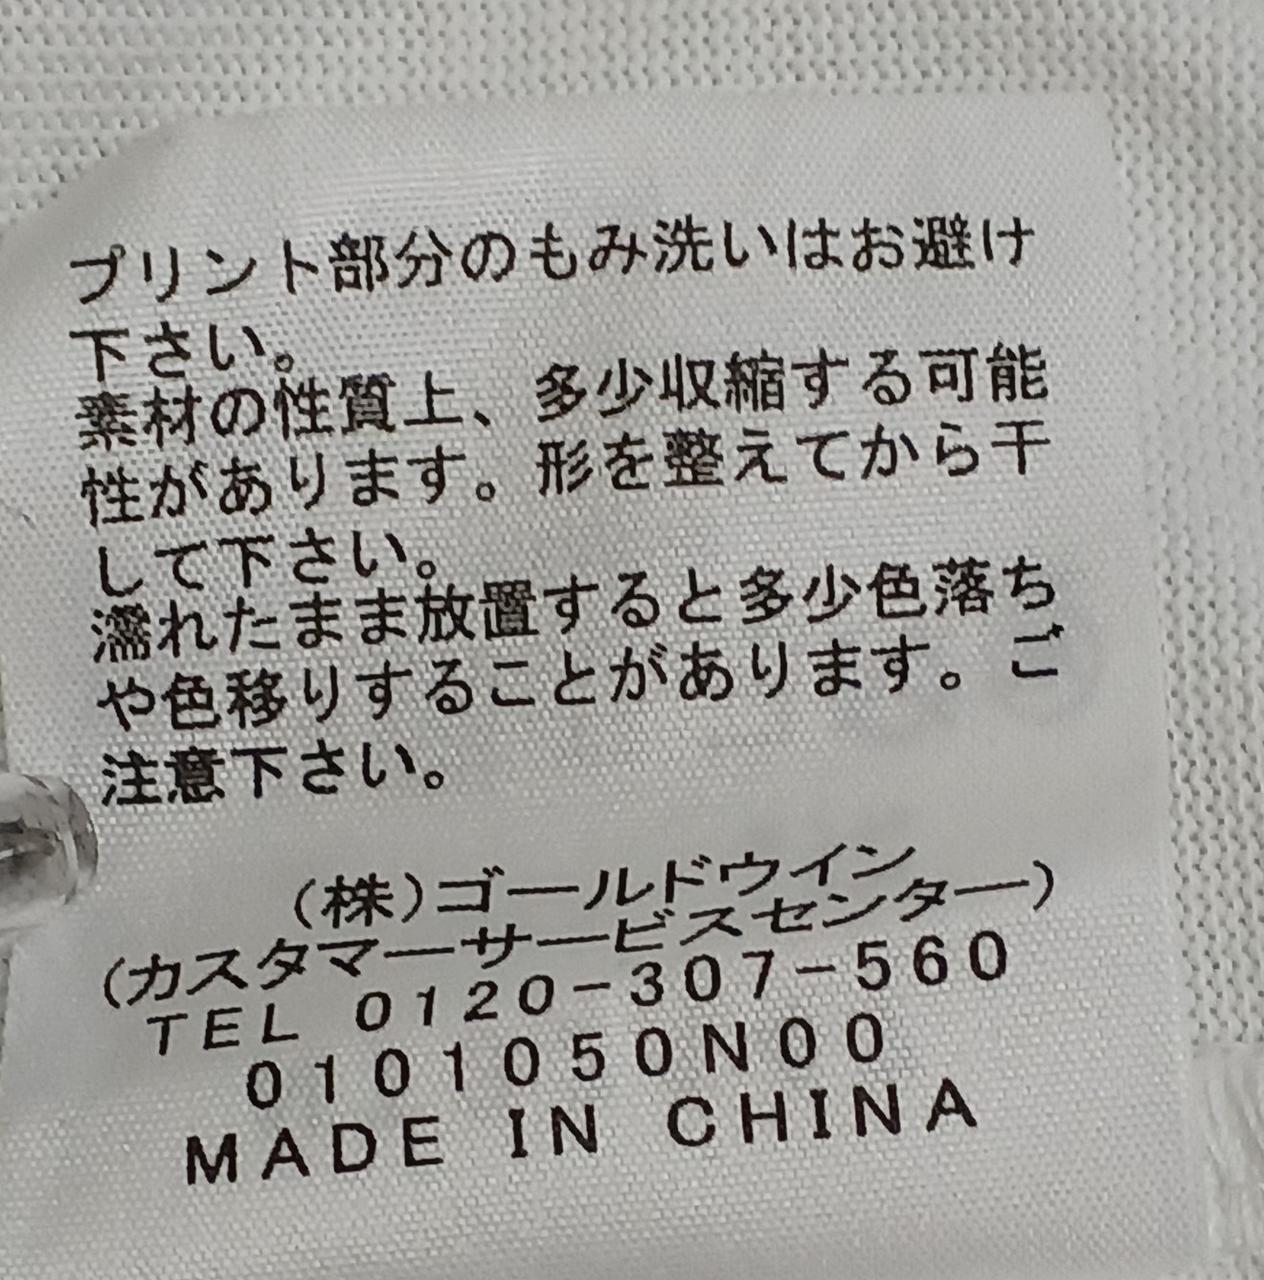 プリント部分のもみ洗いはお避け
下さい。
素材の性質上、多少収縮する可能
性があります。形を整えてから干
して下さい。
濡れたまま放置すると多少色落ち
や色移りすることがあります。ご
注意下さい。
(株)ゴールドウイン
(カスタマーサービスセンター)
TEL 0120-307-560
0101050N00
MADE IN CHINA